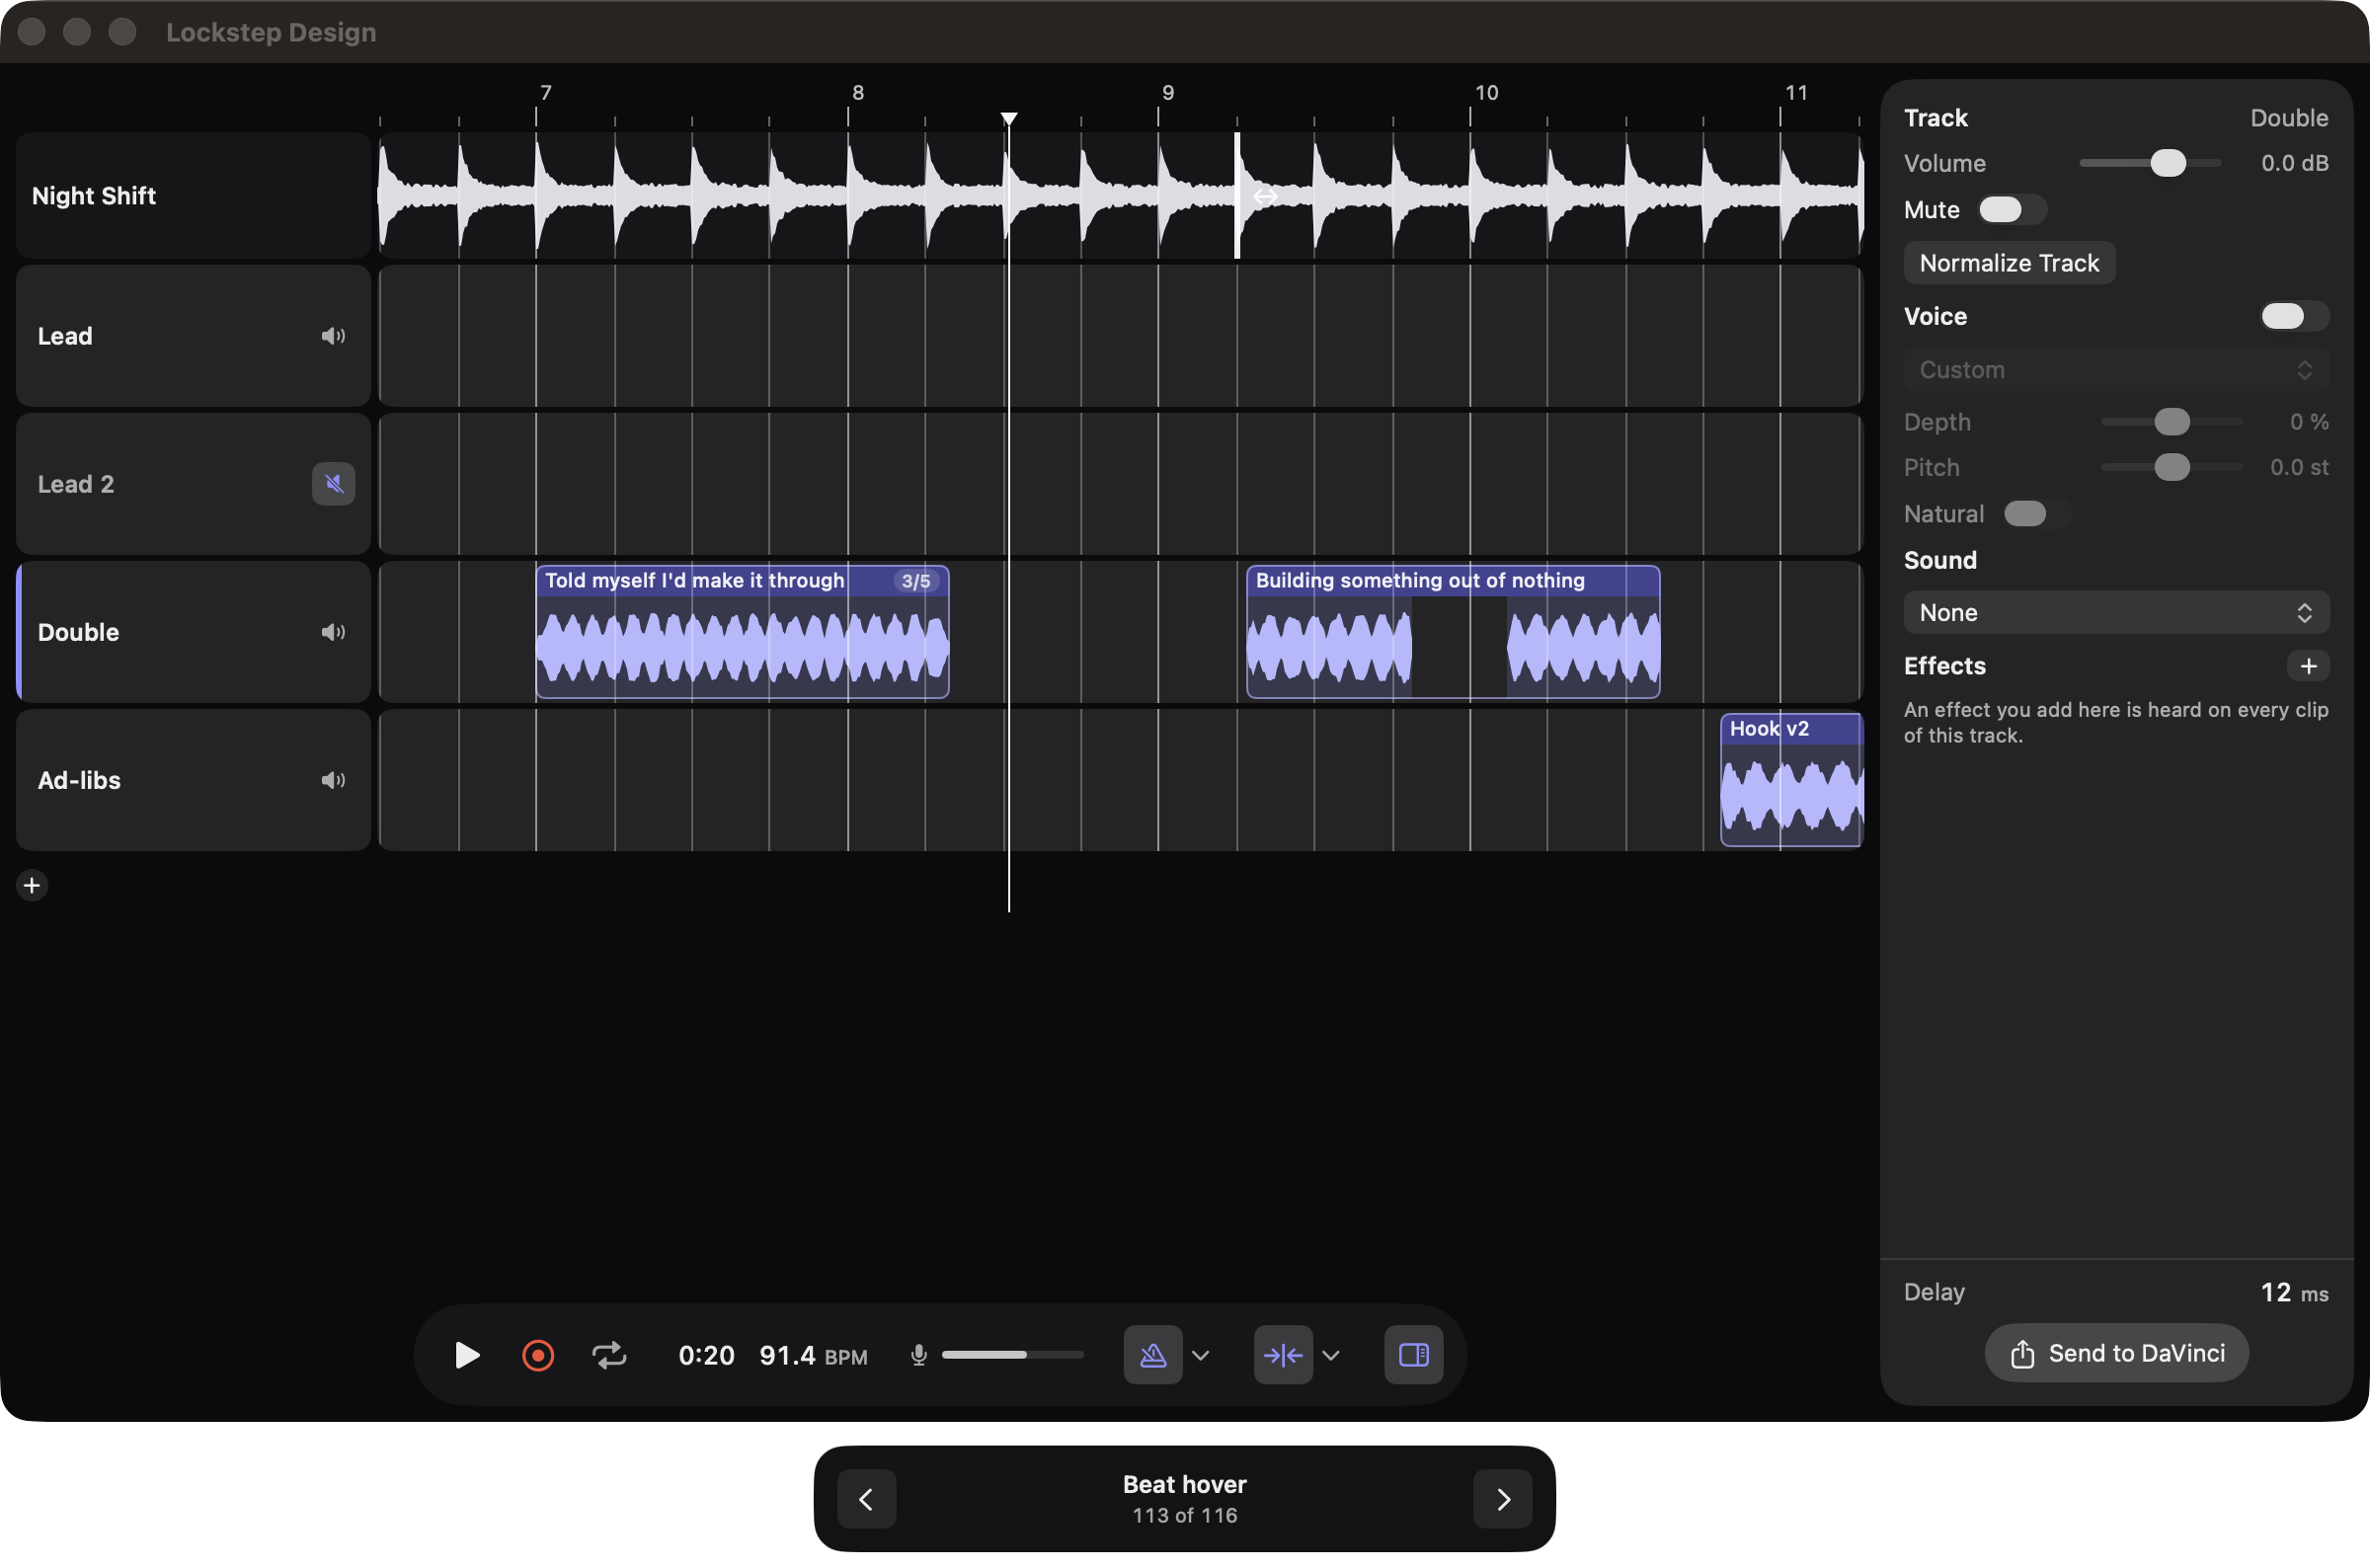 Lockstep Design
7 8 9 10 11
Night Shift
Lead
Lead 2
Double
Told myself I'd make it through 3/5
Building something out of nothing
Ad-libs
Hook v2
Track Double
Volume 0.0 dB
Mute
Normalize Track
Voice
Custom
Depth 0 %
Pitch 0.0 st
Natural
Sound
None
Effects
An effect you add here is heard on every clip
of this track.
Delay 12 ms
Send to DaVinci
0:20 91.4 BPM
Beat hover
113 of 116